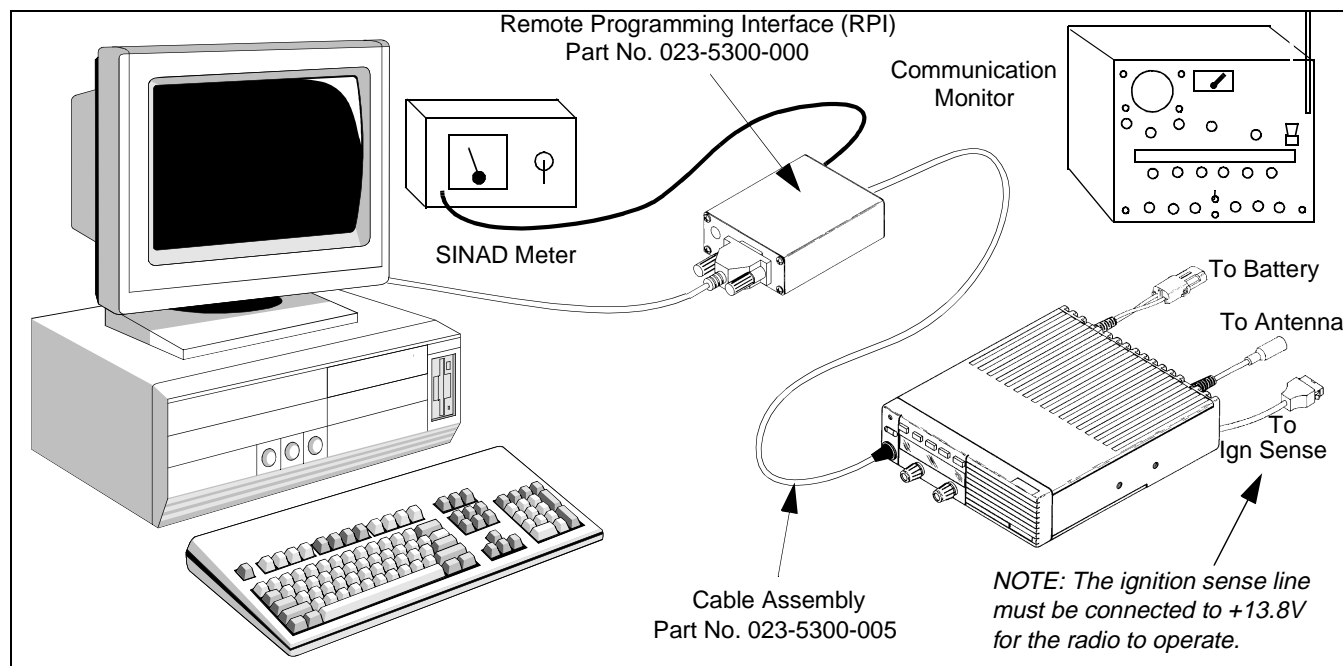 Remote Programming Interface (RPI)
Part No. 023-5300-000
Communication
Monitor
SINAD Meter
To Battery
To Antenna
To
Ign Sense
Cable Assembly
Part No. 023-5300-005
NOTE: The ignition sense line
must be connected to +13.8V
for the radio to operate.